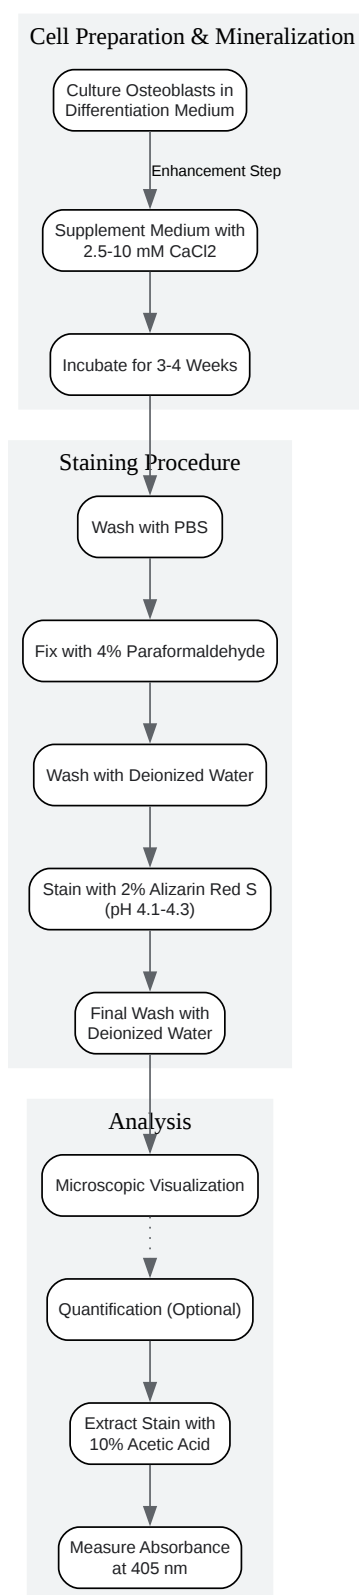 Cell Preparation & Mineralization
Culture Osteoblasts in
Differentiation Medium
Enhancement Step
Supplement Medium with
2.5-10 mM CaCl2
Incubate for 3-4 Weeks
Staining Procedure
Wash with PBS
Fix with 4% Paraformaldehyde
Wash with Deionized Water
Stain with 2% Alizarin Red S
(pH 4.1-4.3)
Final Wash with
Deionized Water
Analysis
Microscopic Visualization
Quantification (Optional)
Extract Stain with
10% Acetic Acid
Measure Absorbance
at 405 nm